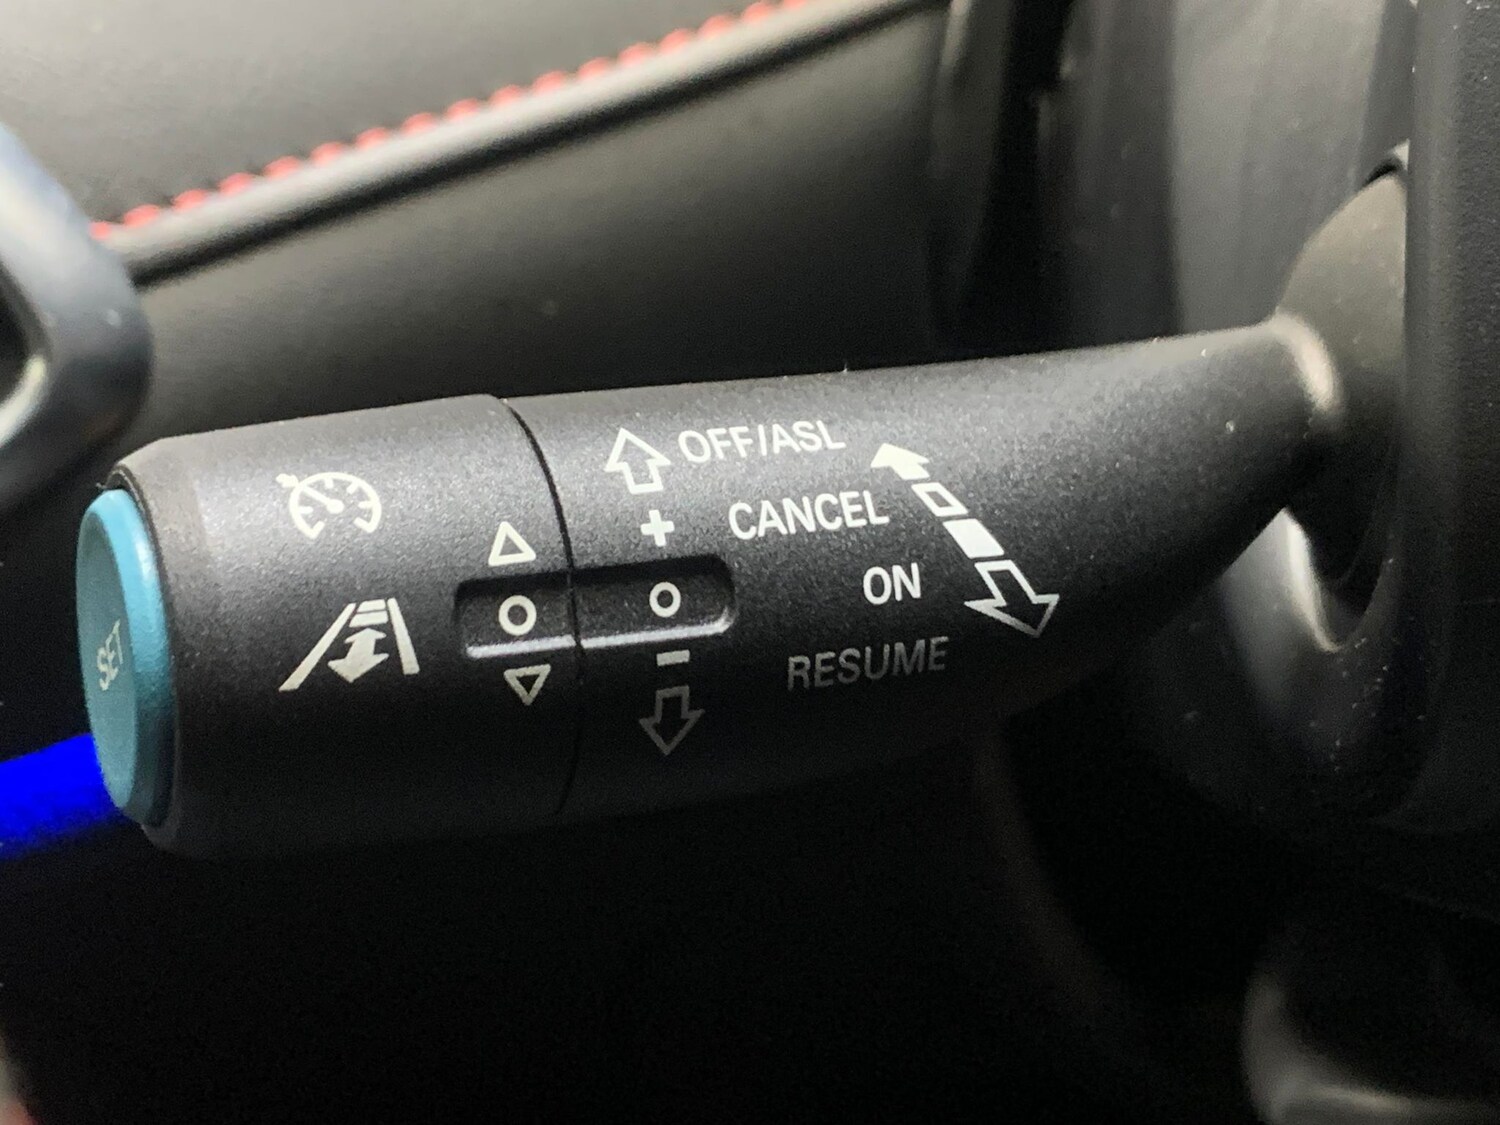 OFF/ASL
+
CANCEL
ON
SET
−
RESUME